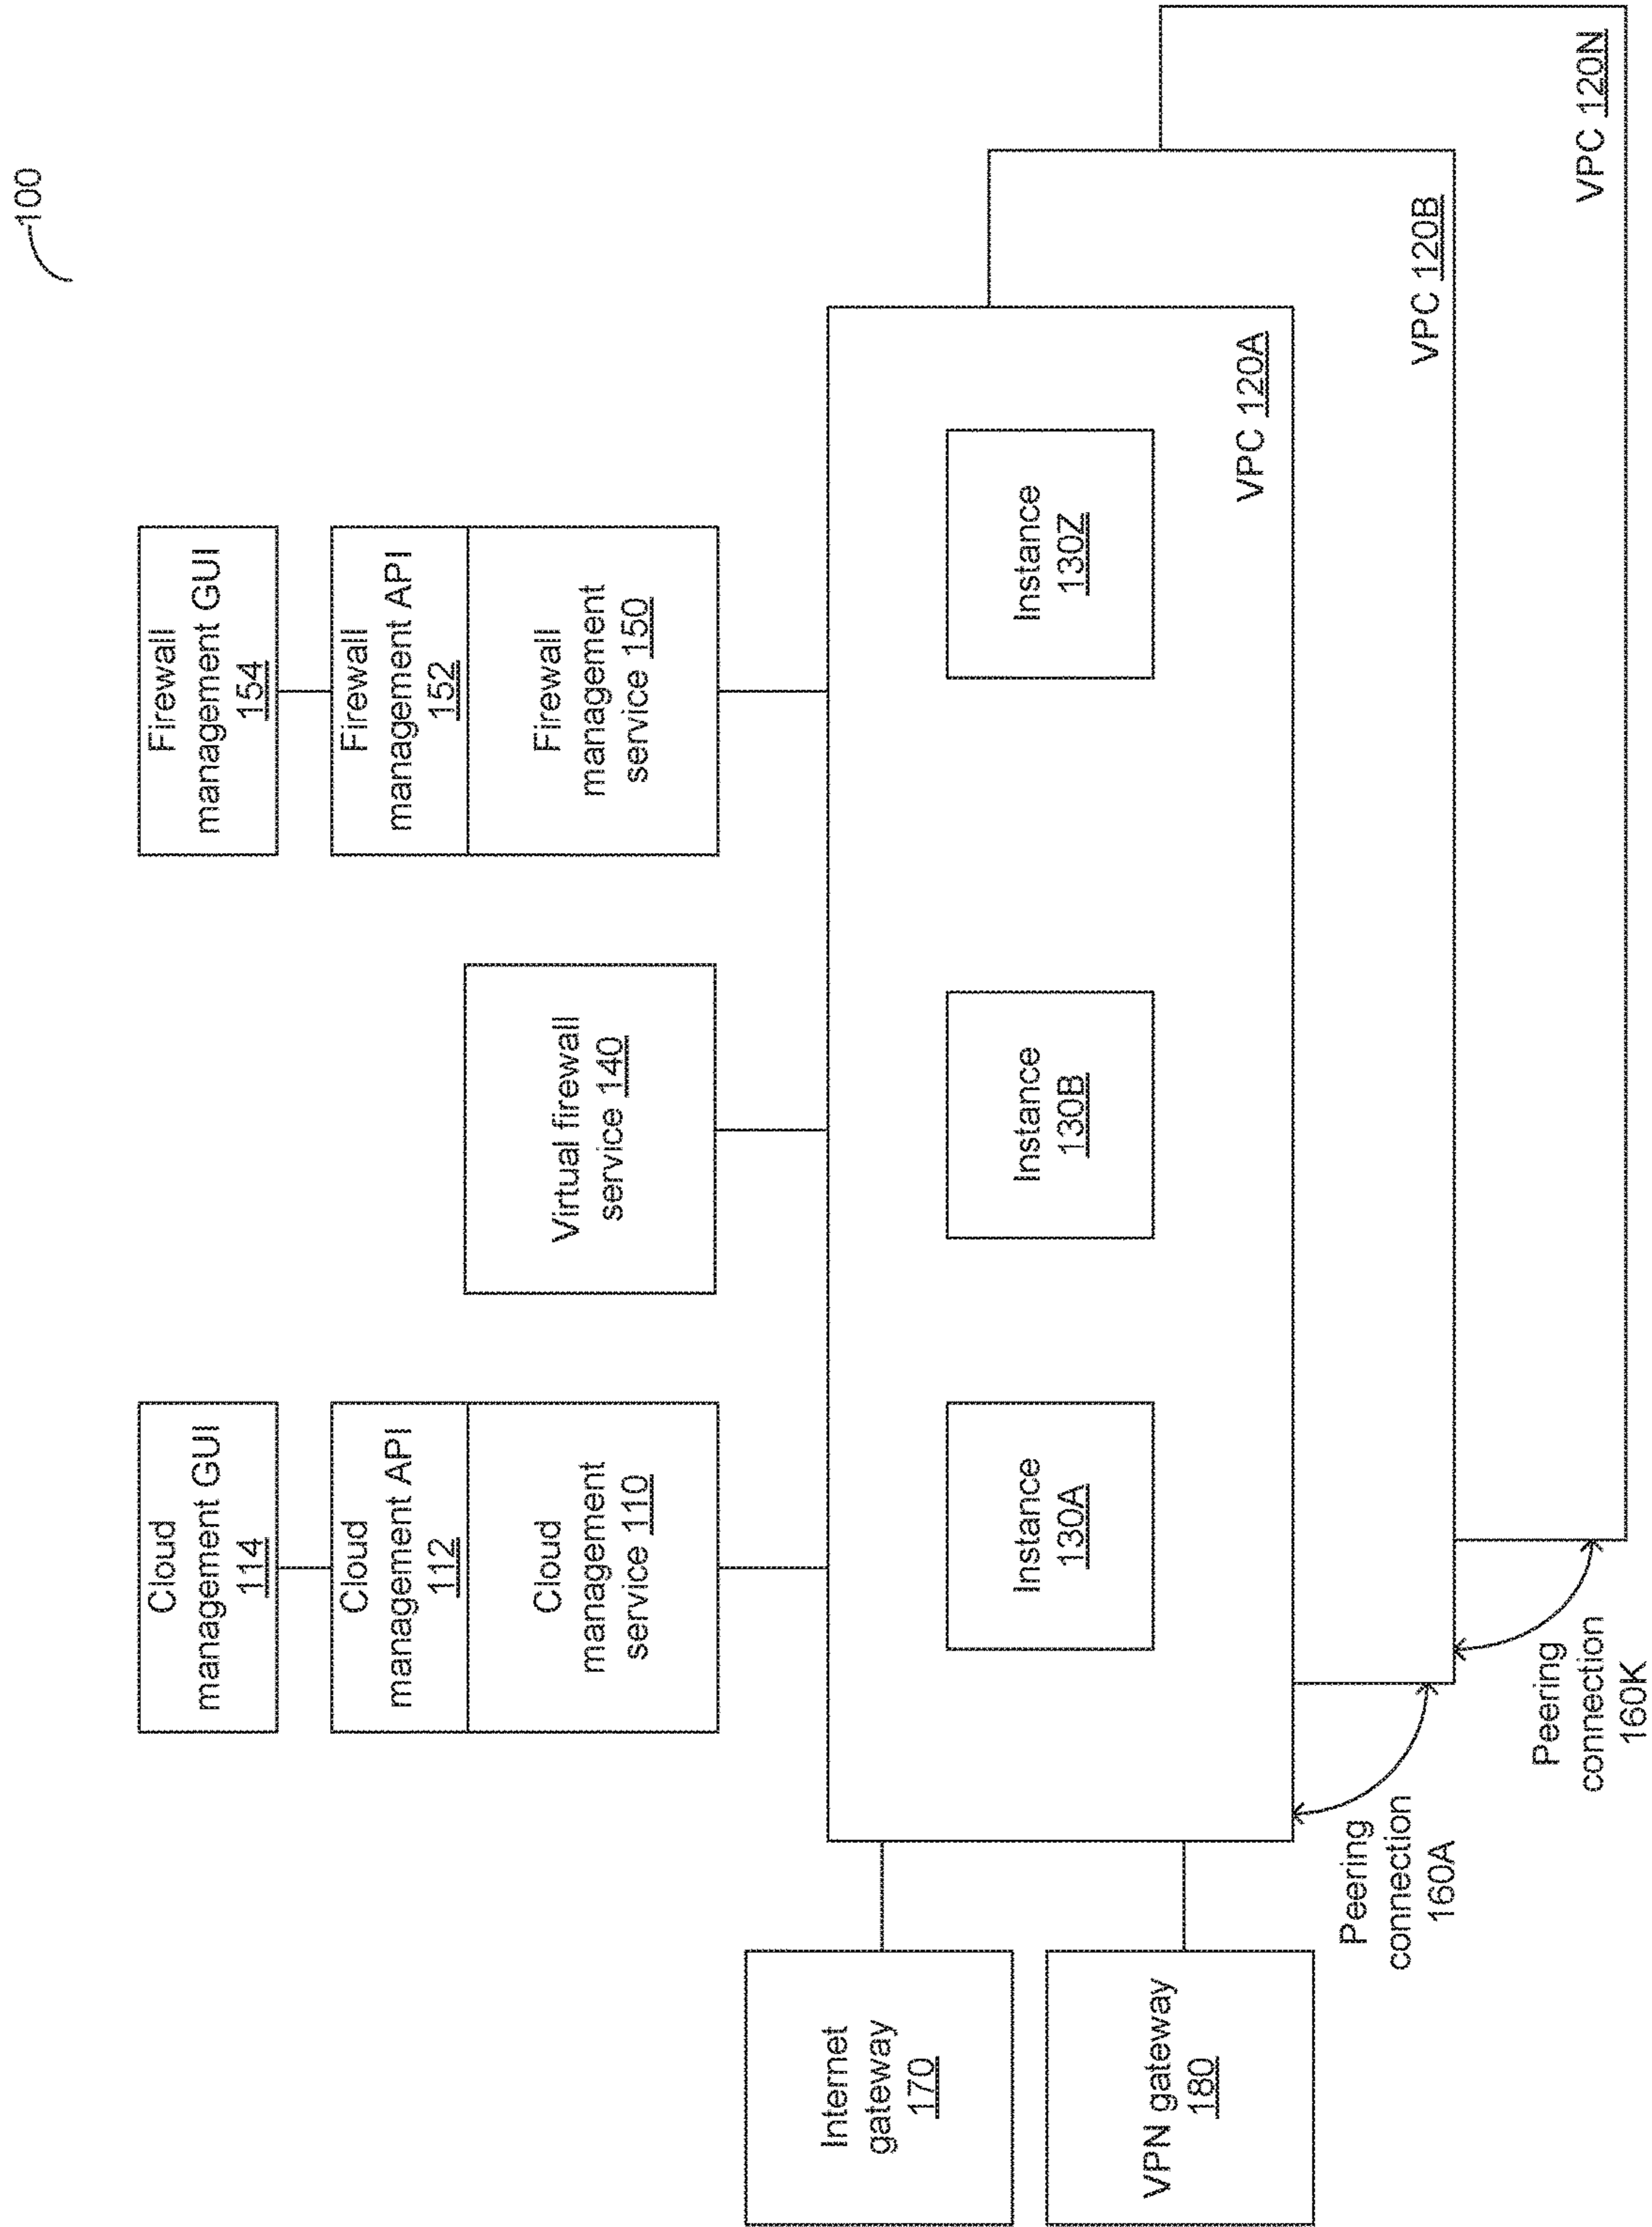 100
Cloud
management GUI
114
Cloud
management API
112
Cloud
management
service 110
Virtual firewall
service 140
Firewall
management GUI
154
Firewall
management API
152
Firewall
management
service 150
Internet
gateway
170
VPN gateway
180
Instance
130A
Instance
130B
Instance
130Z
VPC 120A
VPC 120B
VPC 120N
Peering
connection
160A
Peering
connection
160K